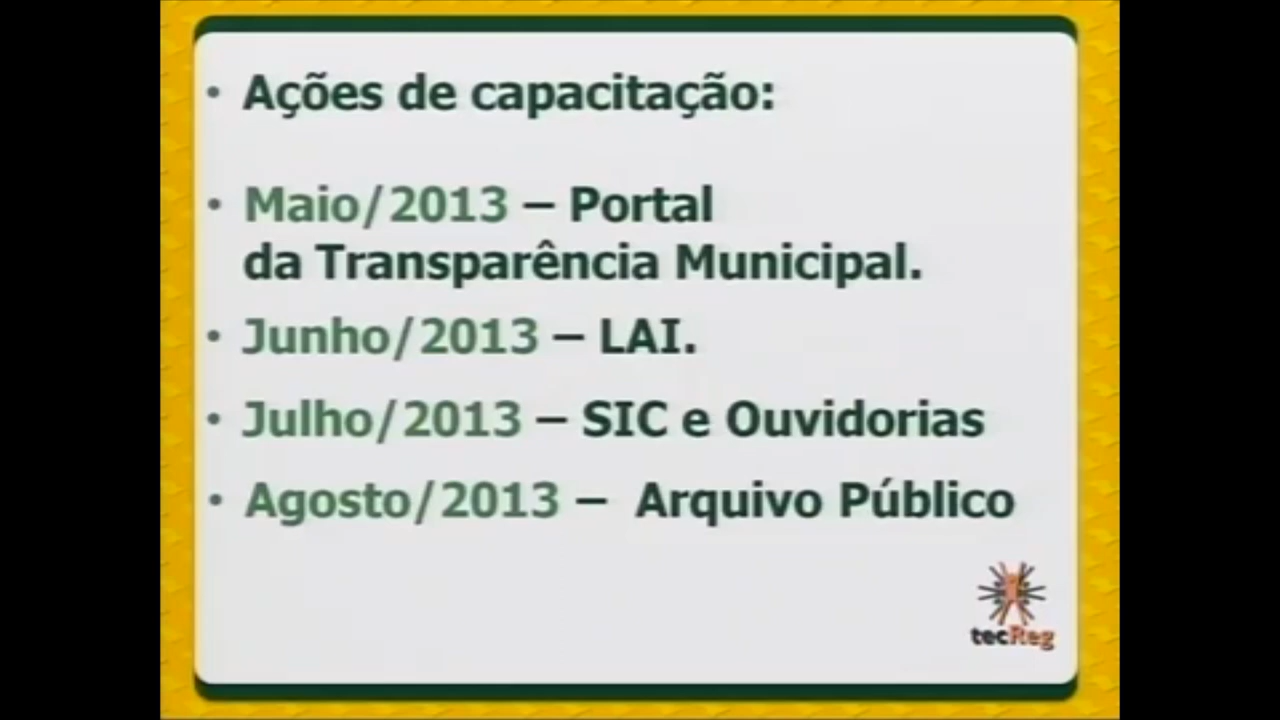 • Ações de capacitação:
• Maio/2013 – Portal
da Transparência Municipal.
• Junho/2013 – LAI.
• Julho/2013 – SIC e Ouvidorias
• Agosto/2013 – Arquivo Público
tecReg